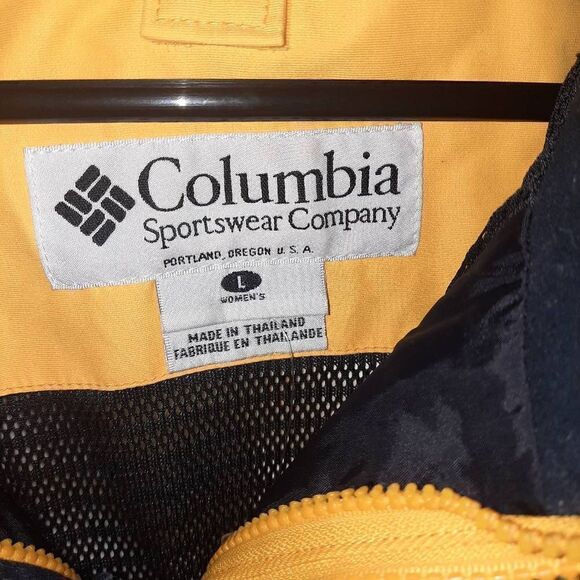 Columbia
Sportswear Company
PORTLAND, OREGON U. S. A.
L
WOMEN'S
MADE IN THAILAND
FABRIQUE EN THAILANDE